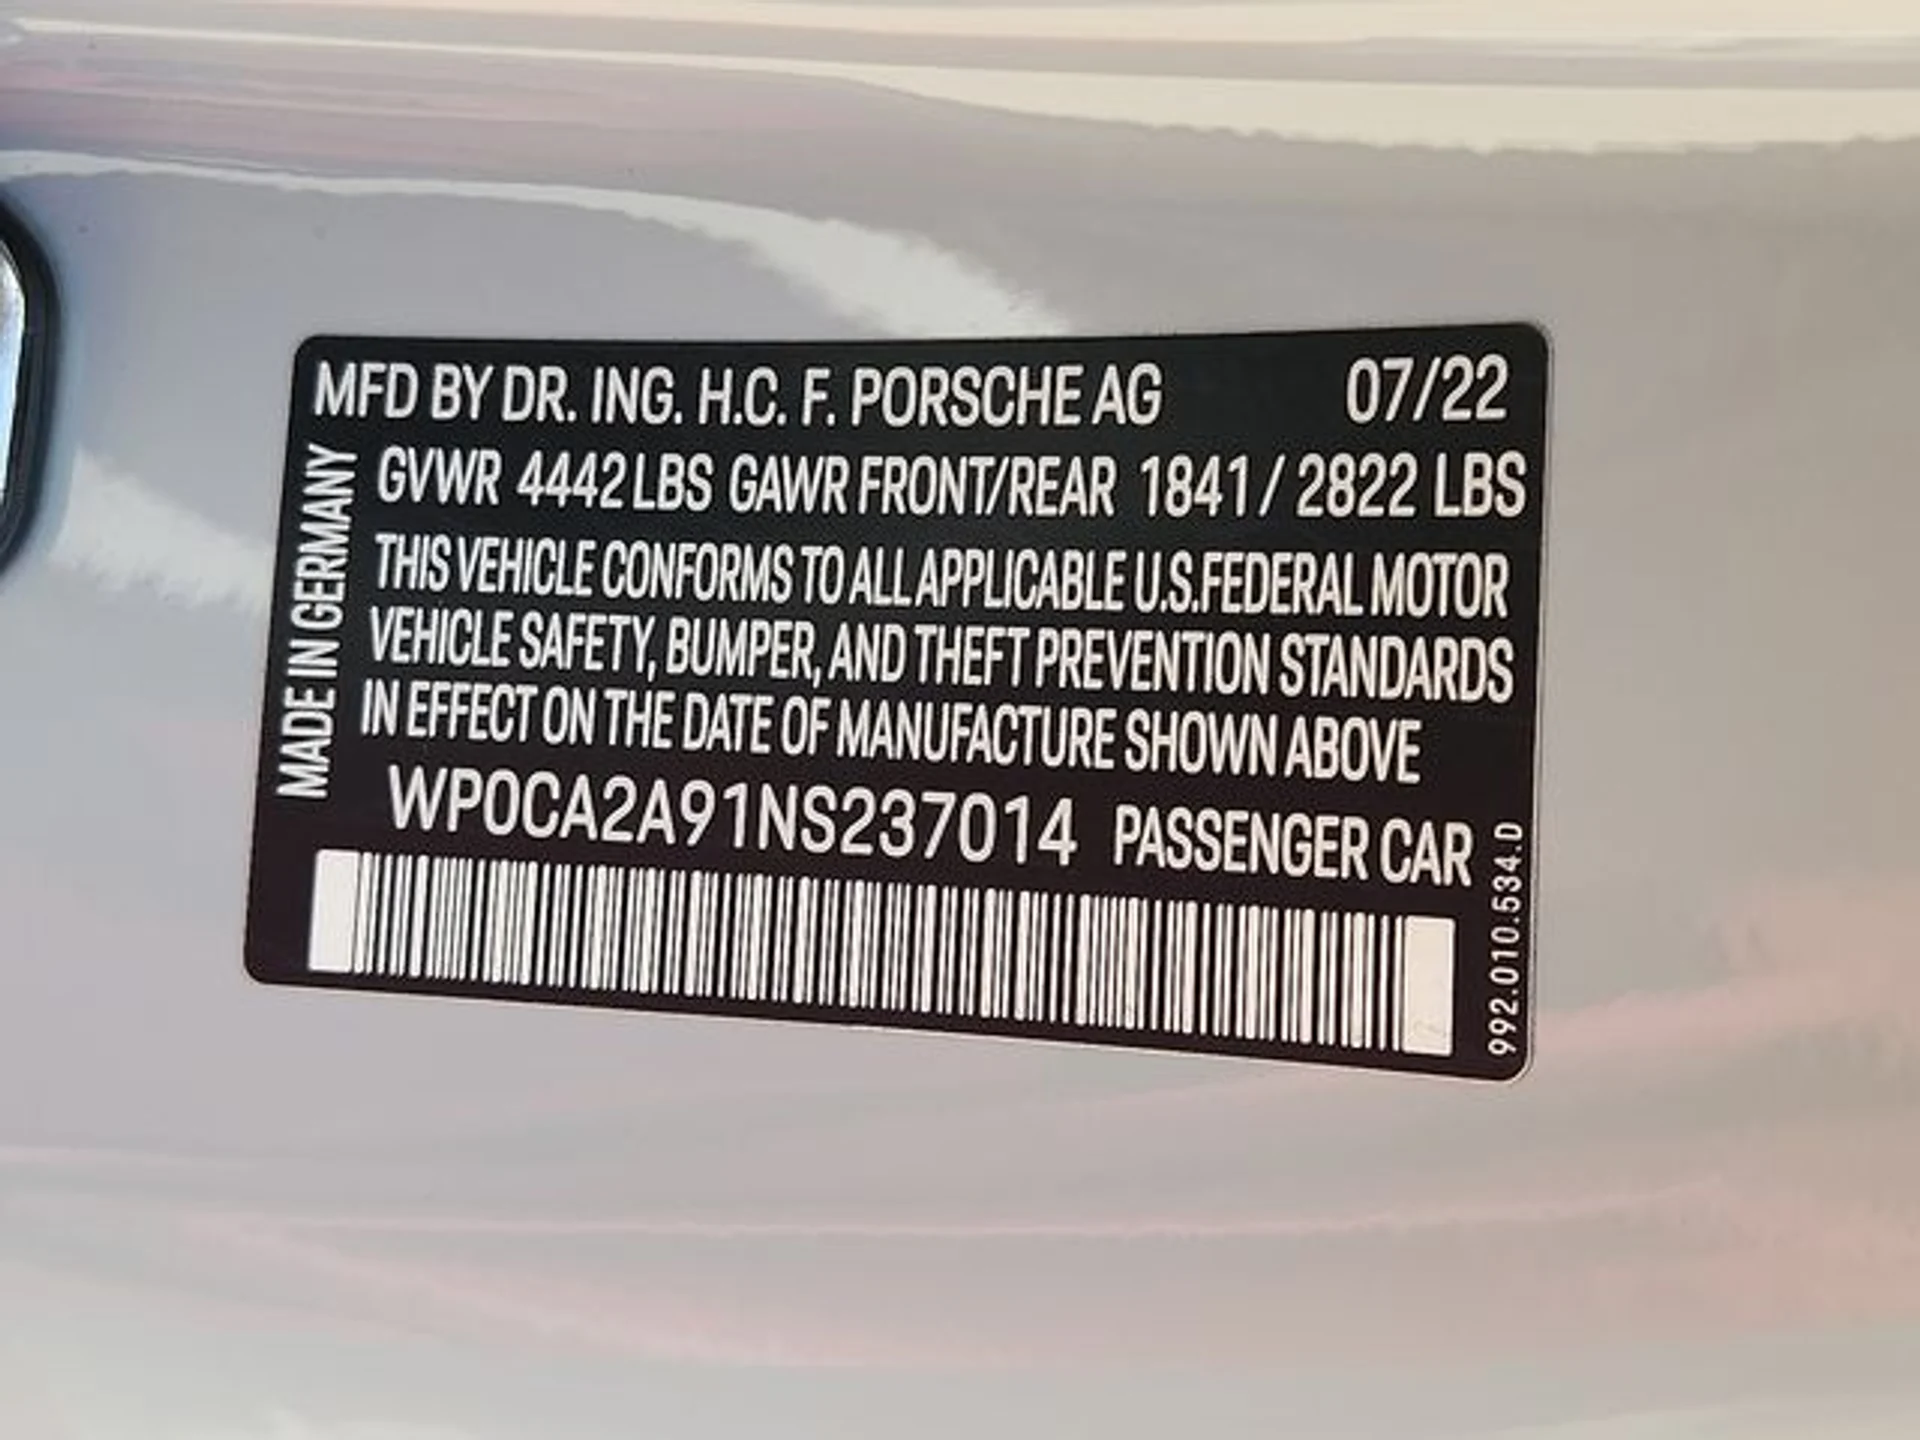 MFD BY DR. ING. H.C. F. PORSCHE AG 07/22
GVWR 4442 LBS GAWR FRONT/REAR 1841 / 2822 LBS
THIS VEHICLE CONFORMS TO ALL APPLICABLE U.S.FEDERAL MOTOR
VEHICLE SAFETY, BUMPER, AND THEFT PREVENTION STANDARDS
IN EFFECT ON THE DATE OF MANUFACTURE SHOWN ABOVE
WP0CA2A91NS237014 PASSENGER CAR
MADE IN GERMANY
992.010.534.D